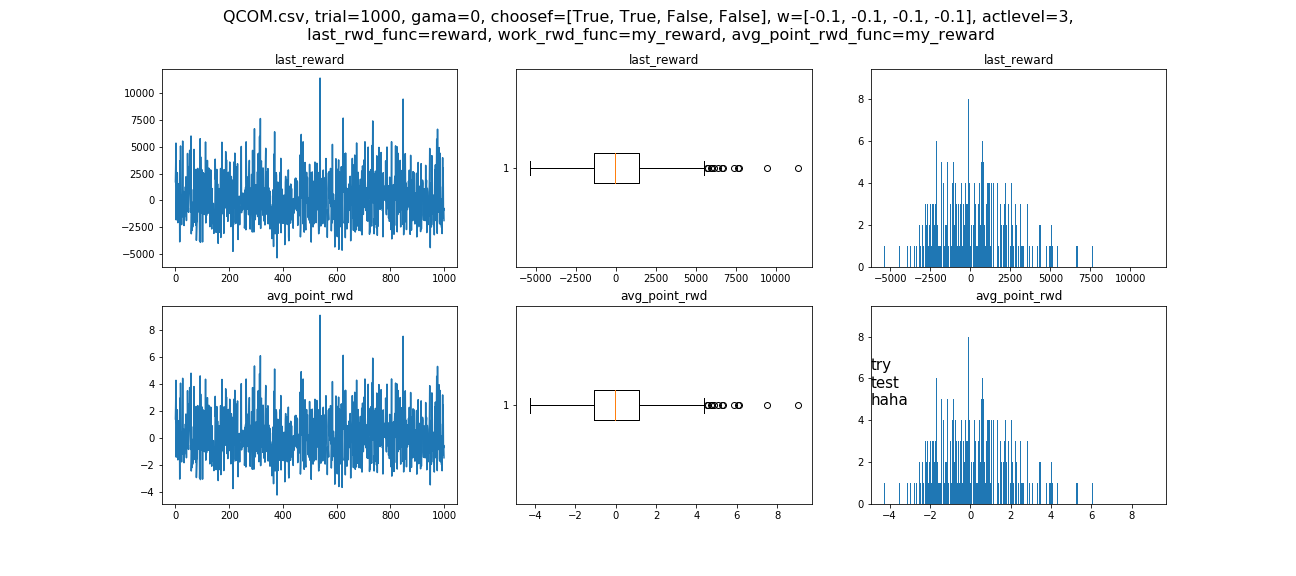 QCOM.csv, trial=1000, gama=0, choosef=[True, True, False, False], w=[-0.1, -0.1, -0.1, -0.1], actlevel=3,
last_rwd_func=reward, work_rwd_func=my_reward, avg_point_rwd_func=my_reward
last_reward
10000
7500
5000
2500
0
−2500
−5000
0 200 400 600 800 1000
last_reward
1
−5000 −2500 0 2500 5000 7500 10000
last_reward
8
6
4
2
0
−5000 −2500 0 2500 5000 7500 10000
avg_point_rwd
8
6
4
2
0
−2
−4
0 200 400 600 800 1000
avg_point_rwd
1
−4 −2 0 2 4 6 8
avg_point_rwd
8
6
4
2
0
try
test
haha
−4 −2 0 2 4 6 8